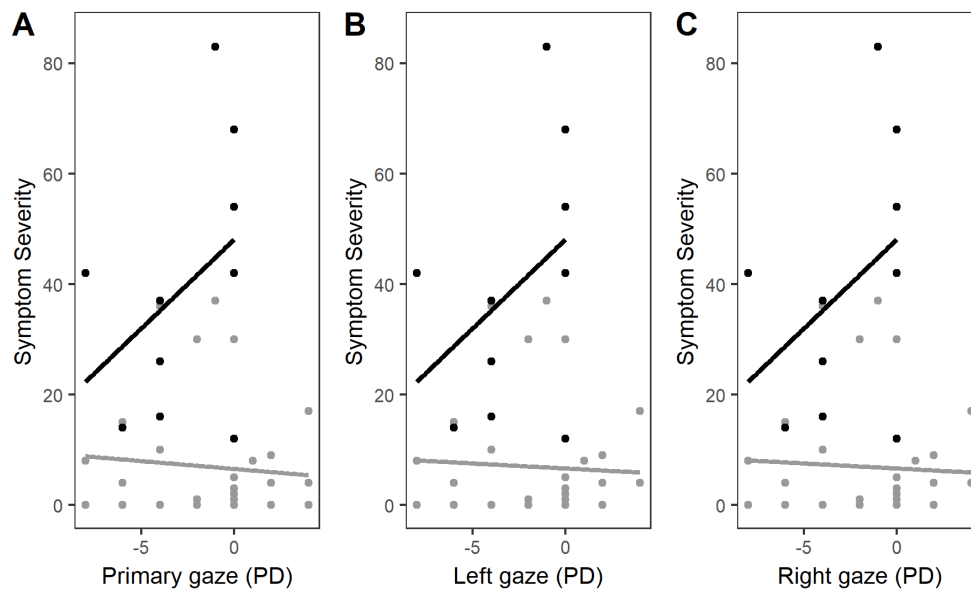 A B C
80 80 80
60 60 60
40 40 40
20 20 20
0 0 0
Symptom Severity Symptom Severity Symptom Severity
-5 0 -5 0 -5 0
Primary gaze (PD) Left gaze (PD) Right gaze (PD)